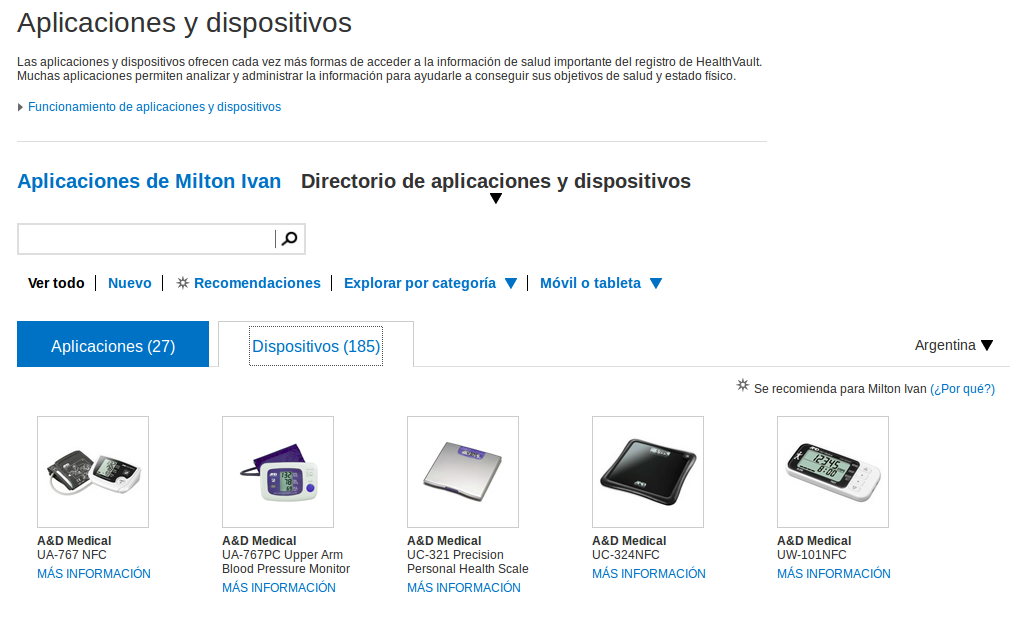 Aplicaciones y dispositivos
Las aplicaciones y dispositivos ofrecen cada vez más formas de acceder a la información de salud importante del registro de HealthVault.
Muchas aplicaciones permiten analizar y administrar la información para ayudarle a conseguir sus objetivos de salud y estado físico.
Funcionamiento de aplicaciones y dispositivos
Aplicaciones de Milton Ivan Directorio de aplicaciones y dispositivos
Ver todo Nuevo Recomendaciones Explorar por categoría Móvil o tableta
Aplicaciones (27) Dispositivos (185) Argentina
Se recomienda para Milton Ivan (¿Por qué?)
A&D Medical
UA-767 NFC
MÁS INFORMACIÓN
A&D Medical
UA-767PC Upper Arm
Blood Pressure Monitor
MÁS INFORMACIÓN
A&D Medical
UC-321 Precision
Personal Health Scale
MÁS INFORMACIÓN
A&D Medical
UC-324NFC
MÁS INFORMACIÓN
A&D Medical
UW-101NFC
MÁS INFORMACIÓN